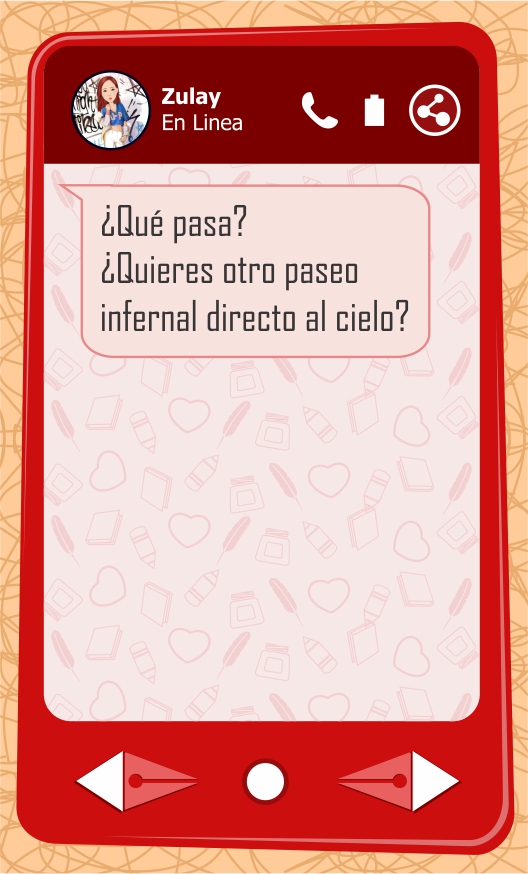 Zulay
En Linea
¿Qué pasa?
¿Quieres otro paseo
infernal directo al cielo?